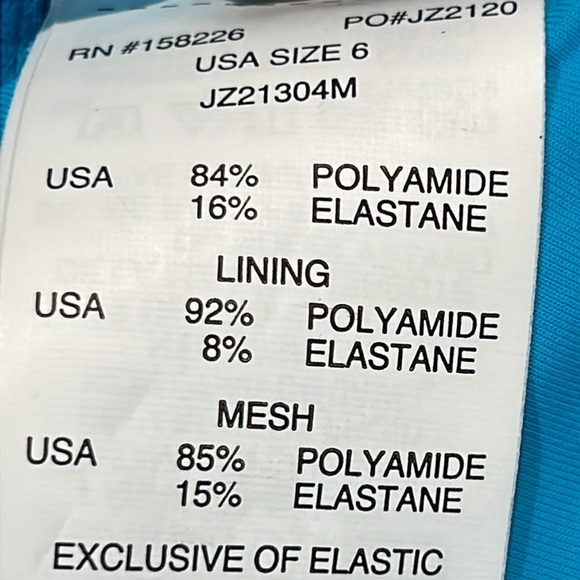 RN #158226 PO#JZ2120
USA SIZE 6
JZ21304M
USA 84% POLYAMIDE
16% ELASTANE
LINING
USA 92% POLYAMIDE
8% ELASTANE
MESH
USA 85% POLYAMIDE
15% ELASTANE
EXCLUSIVE OF ELASTIC